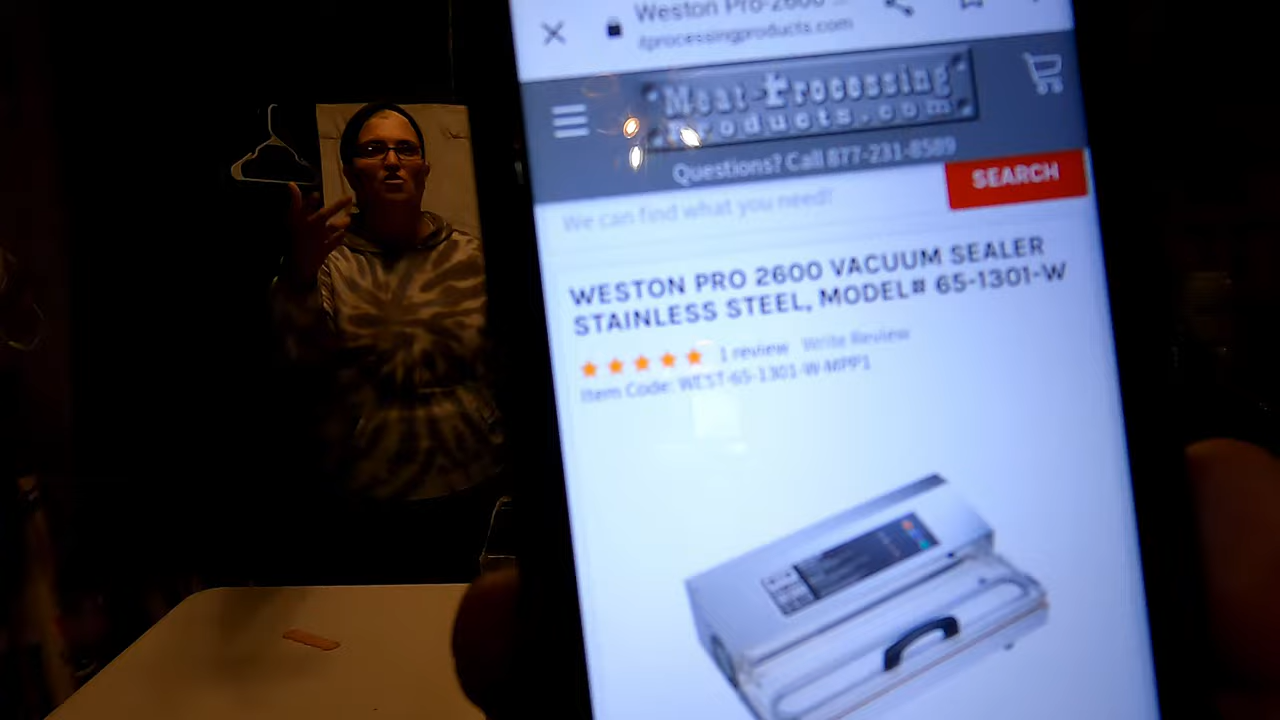 Weston Pro-2600 ...
processingproducts.com
Meat-Processing
Products.com
Questions? Call 877-231-8589
We can find what you need!
SEARCH
WESTON PRO 2600 VACUUM SEALER
STAINLESS STEEL, MODEL# 65-1301-W
1 review Write Review
Item Code: WEST-65-1301-W-MPP1